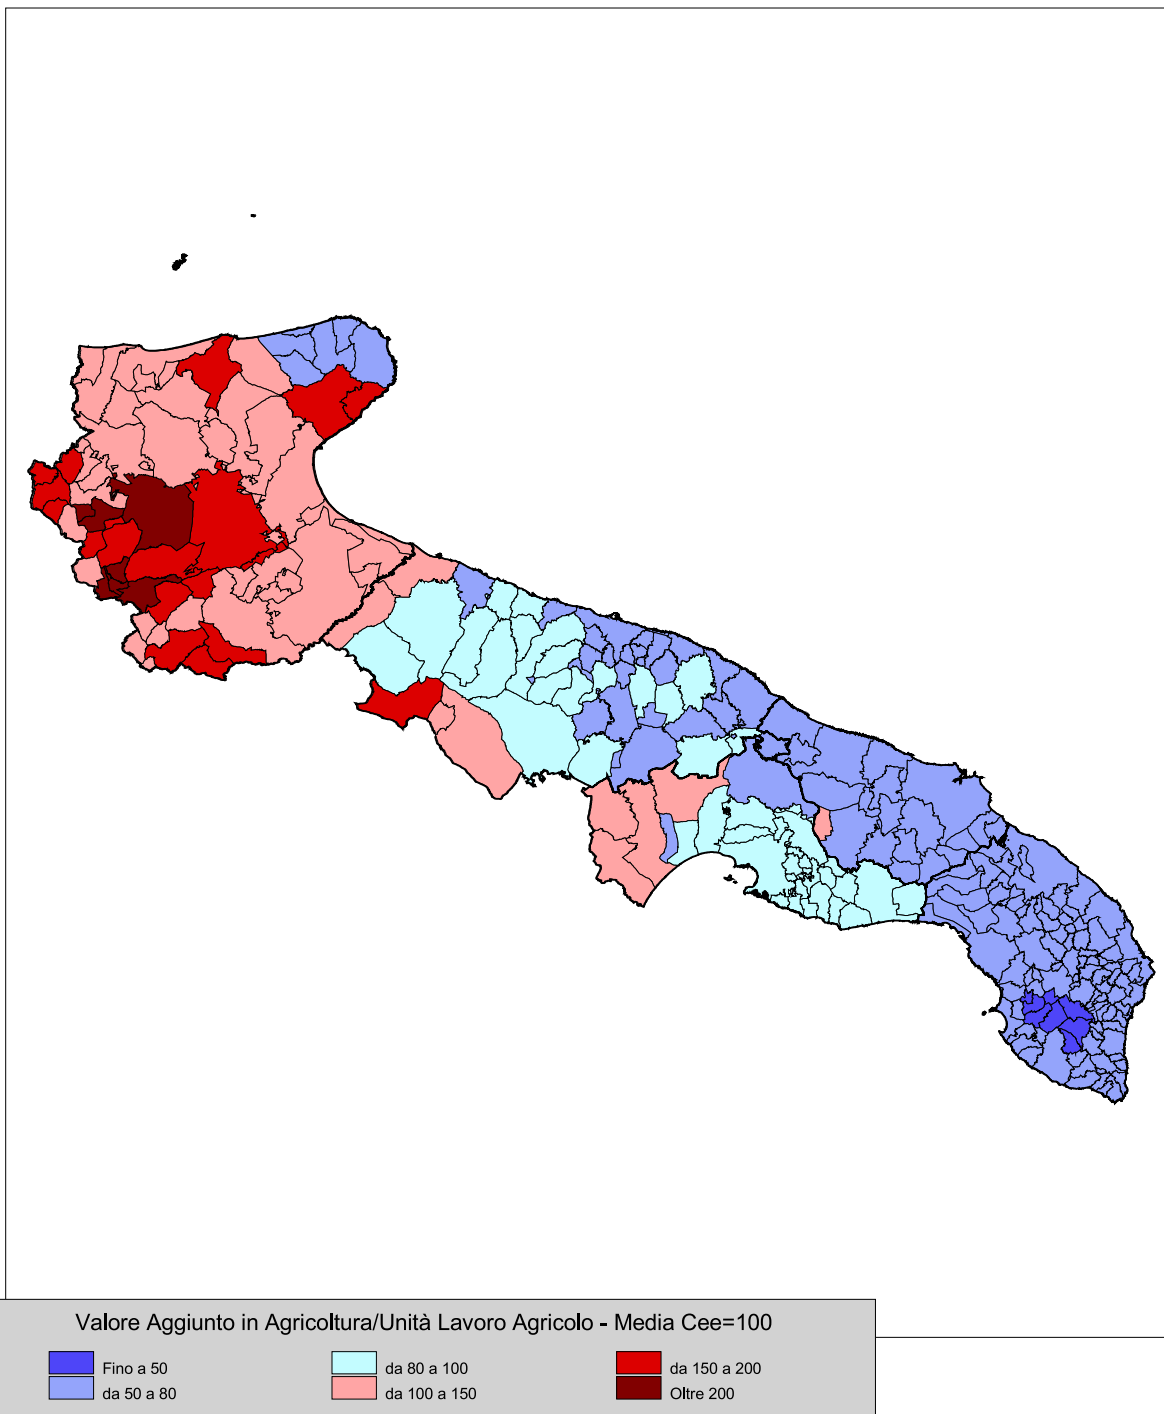 Valore Aggiunto in Agricoltura/Unità Lavoro Agricolo - Media Cee=100
Fino a 50
da 50 a 80
da 80 a 100
da 100 a 150
da 150 a 200
Oltre 200